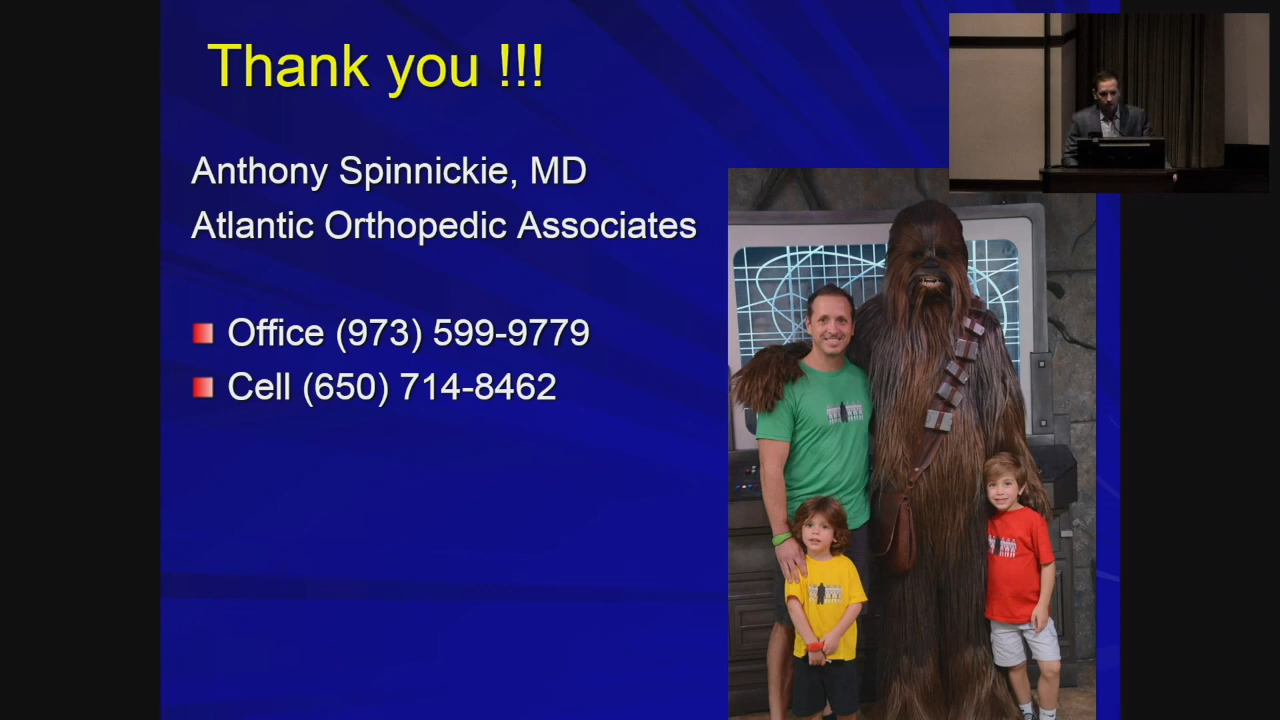 Thank you !!!
Anthony Spinnickie, MD
Atlantic Orthopedic Associates
Office (973) 599-9779
Cell (650) 714-8462